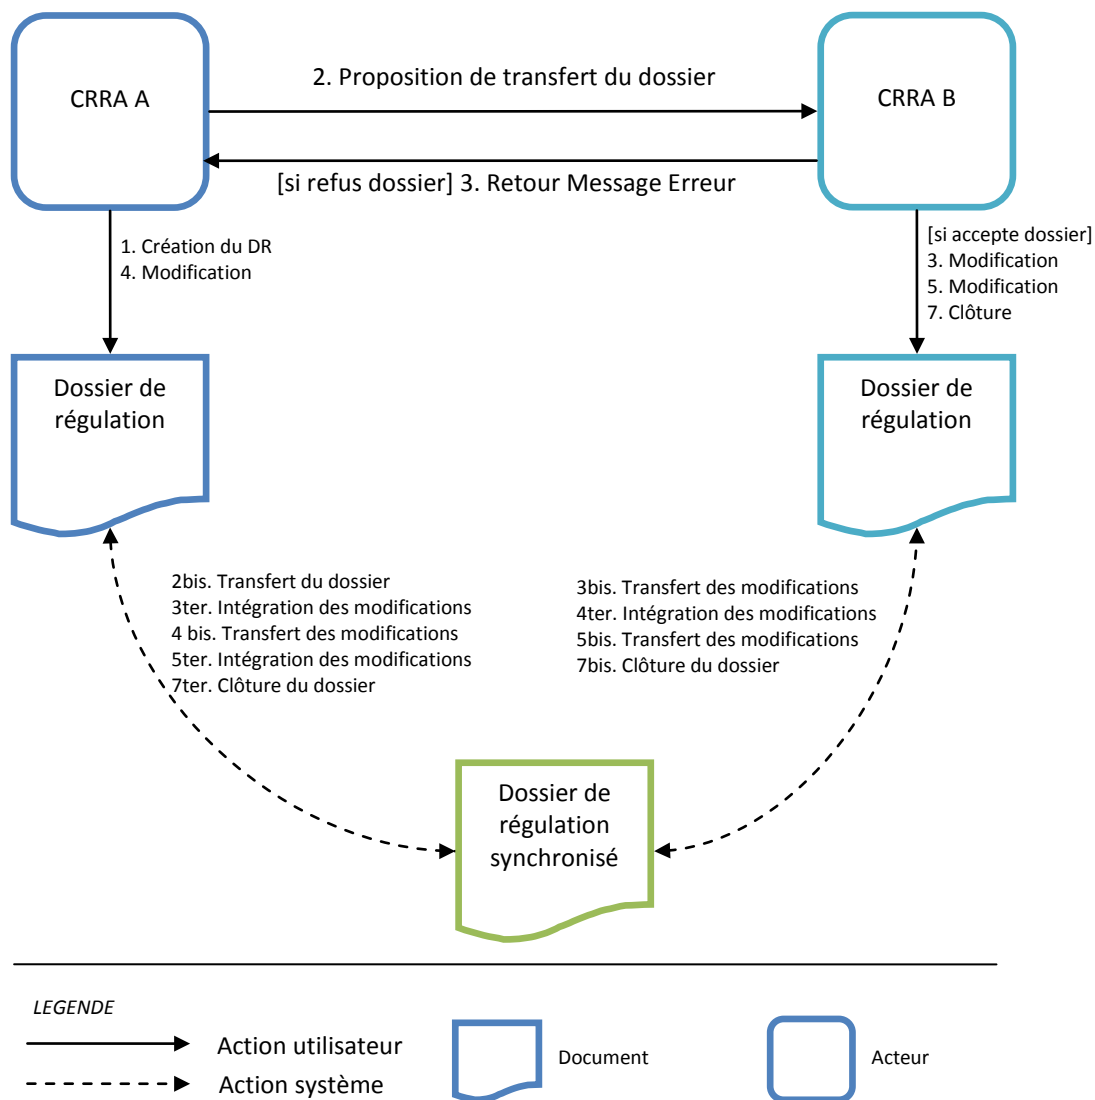 CRRA A
2. Proposition de transfert du dossier
CRRA B
[si refus dossier] 3. Retour Message Erreur
1. Création du DR
4. Modification
[si accepte dossier]
3. Modification
5. Modification
7. Clôture
Dossier de
régulation
Dossier de
régulation
2bis. Transfert du dossier
3ter. Intégration des modifications
4 bis. Transfert des modifications
5ter. Intégration des modifications
7ter. Clôture du dossier
3bis. Transfert des modifications
4ter. Intégration des modifications
5bis. Transfert des modifications
7bis. Clôture du dossier
Dossier de
régulation
synchronisé
LEGENDE
Action utilisateur
Action système
Document
Acteur